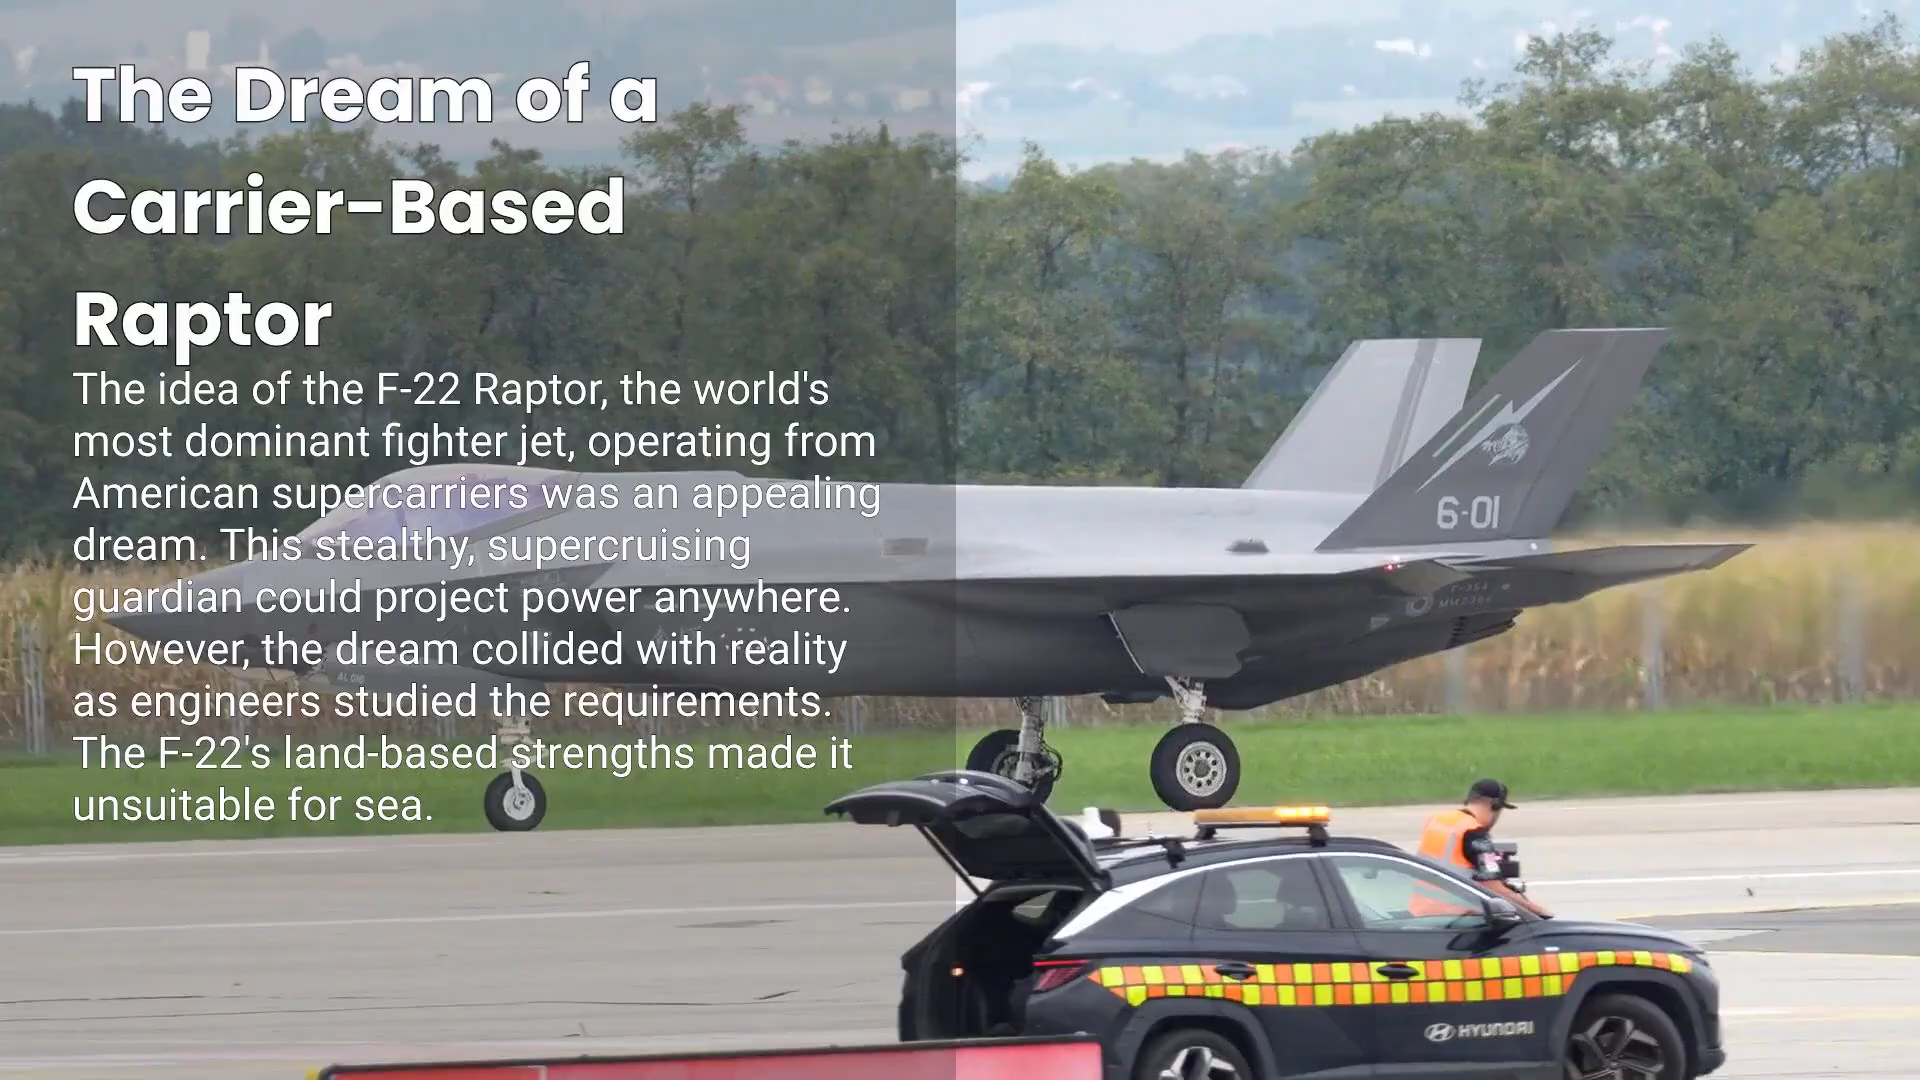 The Dream of a
Carrier-Based
Raptor
The idea of the F-22 Raptor, the world's
most dominant fighter jet, operating from
American supercarriers was an appealing
dream. This stealthy, supercruising
guardian could project power anywhere.
However, the dream collided with reality
as engineers studied the requirements.
The F-22's land-based strengths made it
unsuitable for sea.
6-01
AL016
HYUNDAI